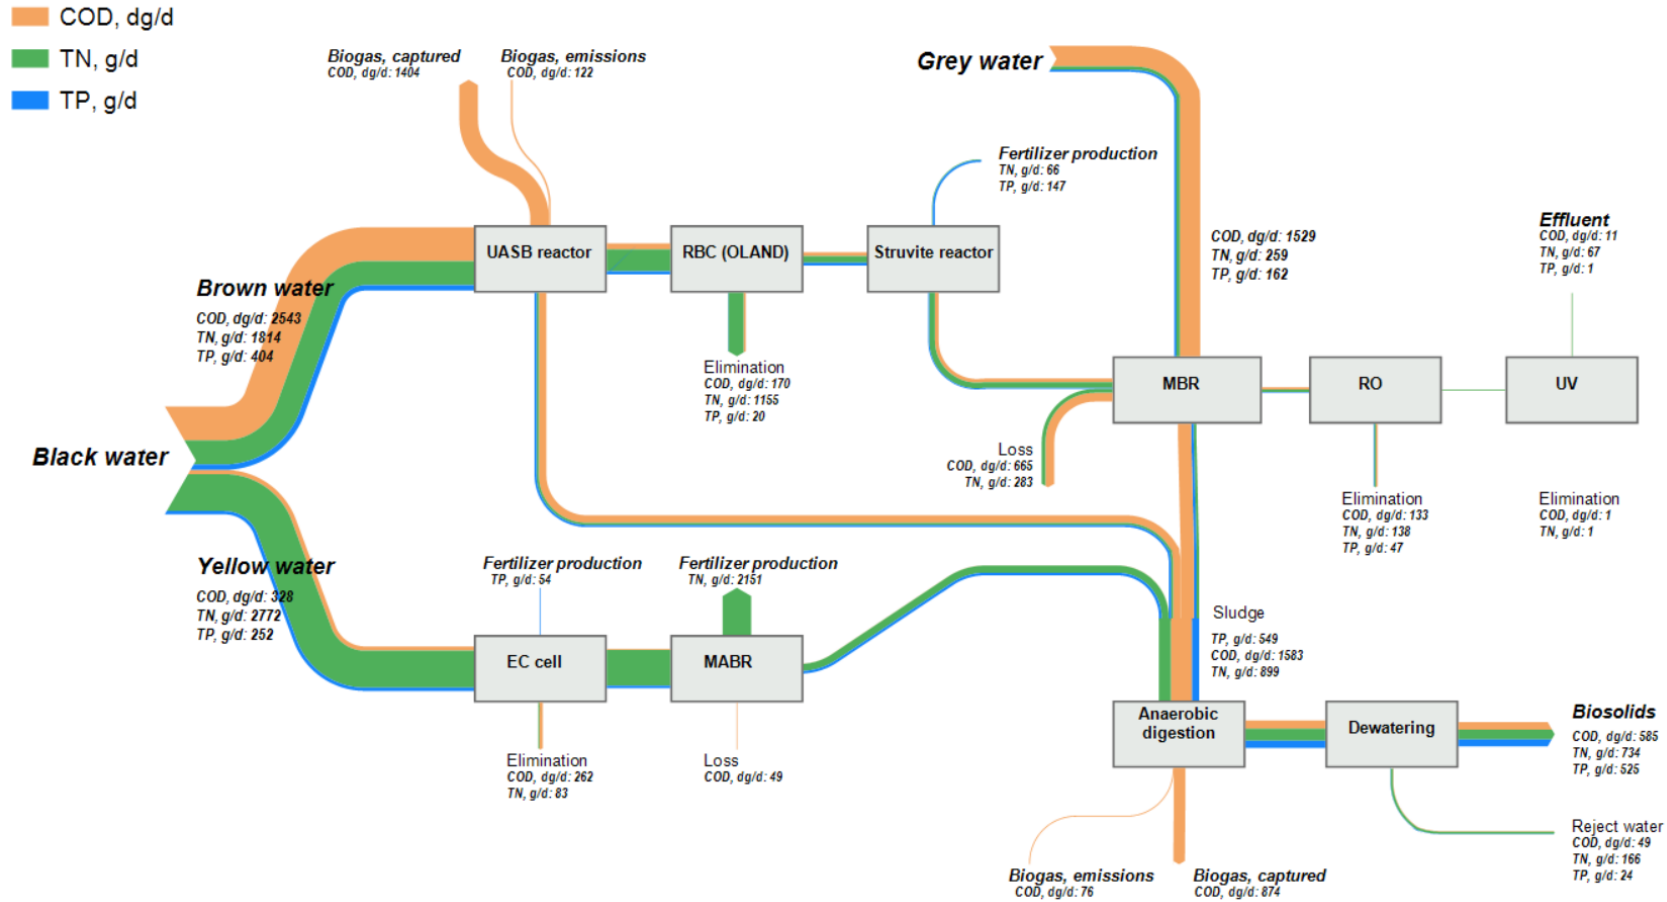 COD, dg/d
TN, g/d
TP, g/d
Biogas, captured
COD, dg/d: 1404
Biogas, emissions
COD, dg/d: 122
Grey water
Fertilizer production
TN, g/d: 66
TP, g/d: 147
COD, dg/d: 1529
TN, g/d: 259
TP, g/d: 162
Effluent
COD, dg/d: 11
TN, g/d: 67
TP, g/d: 1
UASB reactor
RBC (OLAND)
Struvite reactor
Brown water
COD, dg/d: 2543
TN, g/d: 1814
TP, g/d: 404
Elimination
COD, dg/d: 170
TN, g/d: 1155
TP, g/d: 20
MBR
RO
UV
Black water
Loss
COD, dg/d: 665
TN, g/d: 283
Elimination
COD, dg/d: 133
TN, g/d: 138
TP, g/d: 47
Elimination
COD, dg/d: 1
TN, g/d: 1
Yellow water
COD, dg/d: 328
TN, g/d: 2772
TP, g/d: 252
Fertilizer production
TP, g/d: 54
Fertilizer production
TN, g/d: 2151
Sludge
TP, g/d: 549
COD, dg/d: 1583
TN, g/d: 899
EC cell
MABR
Anaerobic
digestion
Dewatering
Biosolids
COD, dg/d: 585
TN, g/d: 734
TP, g/d: 525
Elimination
COD, dg/d: 262
TN, g/d: 83
Loss
COD, dg/d: 49
Reject water
COD, dg/d: 49
TN, g/d: 166
TP, g/d: 24
Biogas, emissions
COD, dg/d: 76
Biogas, captured
COD, dg/d: 874